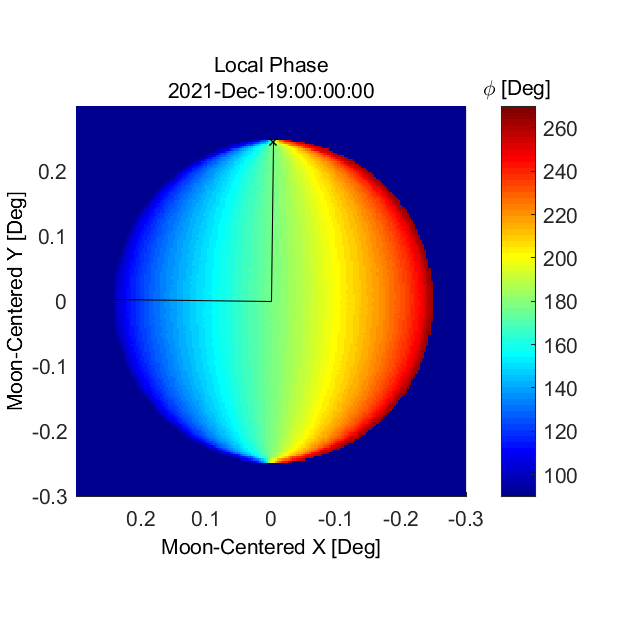 Local Phase
2021-Dec-19:00:00:00:00
ϕ [Deg]
Moon-Centered Y [Deg]
0.2
0.1
0
-0.1
-0.2
-0.3
0.2 0.1 0 -0.1 -0.2 -0.3
Moon-Centered X [Deg]
260
240
220
200
180
160
140
120
100